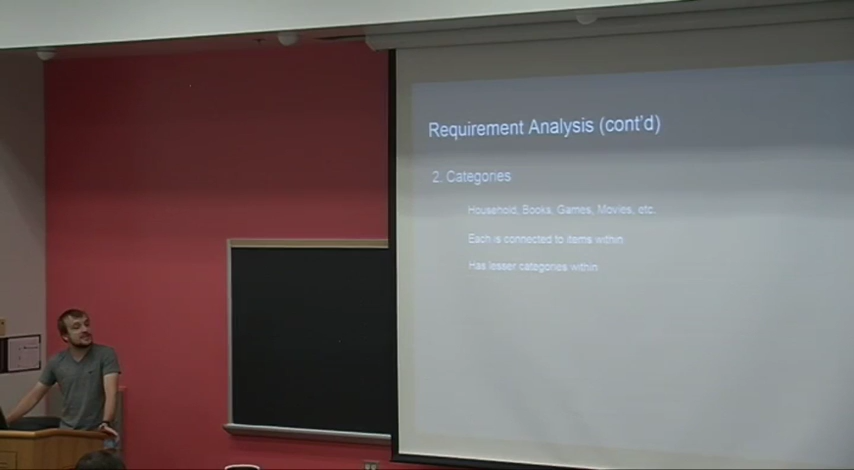 Requirement Analysis (cont'd)
2. Categories
Household, Books, Games, Movies, etc.
Each is connected to items within
Has lesser categories within